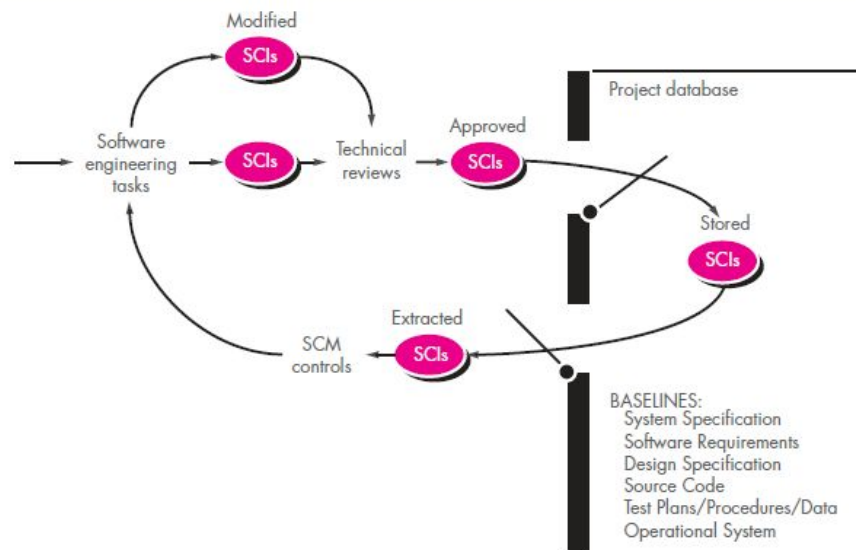 Modified
SCIs
Project database
Approved
Software
engineering
tasks
SCIs
Technical
reviews
SCIs
Stored
SCIs
Extracted
SCM
controls
SCIs
BASELINES:
System Specification
Software Requirements
Design Specification
Source Code
Test Plans/Procedures/Data
Operational System